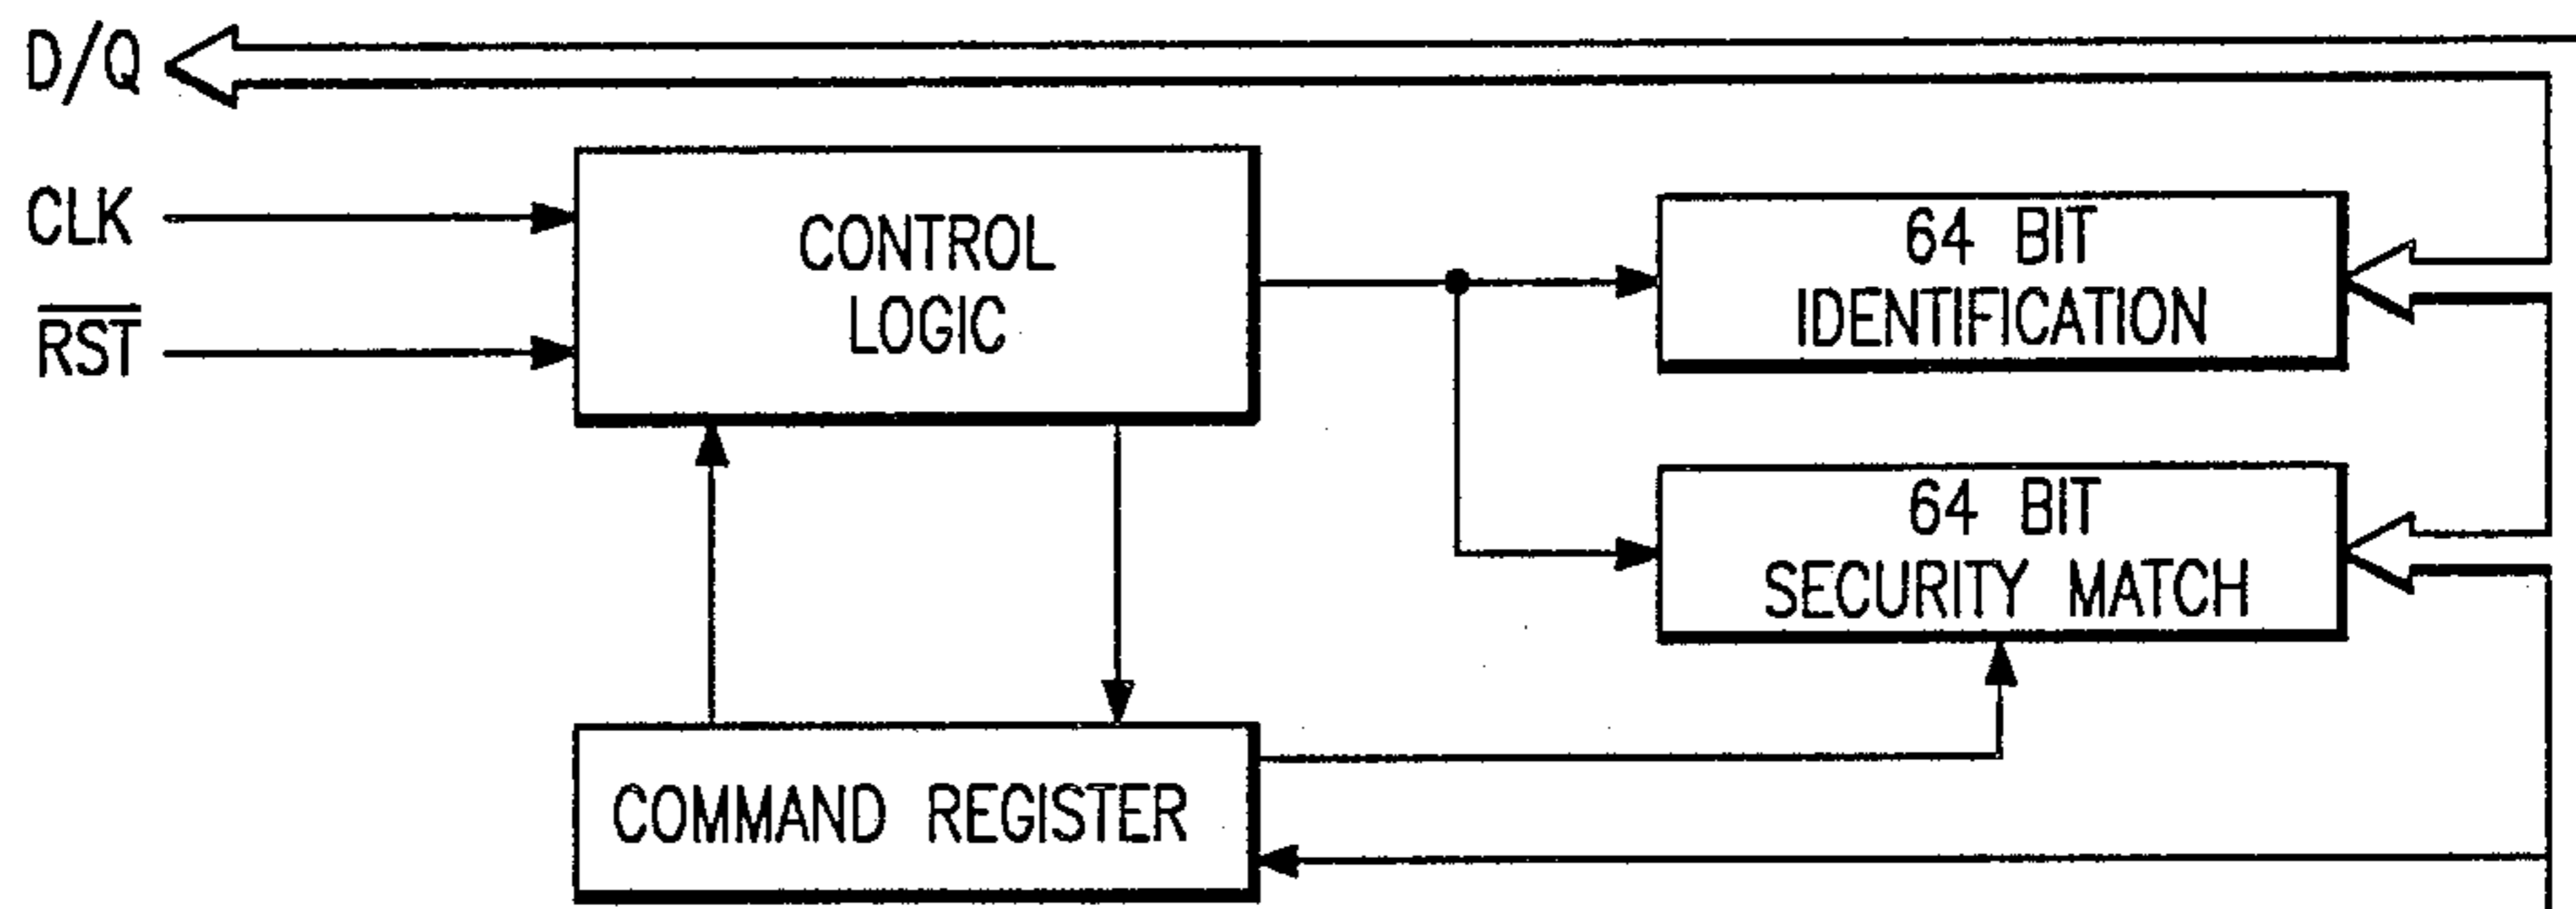 D/Q
CLK
RST
CONTROL
LOGIC
64 BIT
IDENTIFICATION
64 BIT
SECURITY MATCH
COMMAND REGISTER